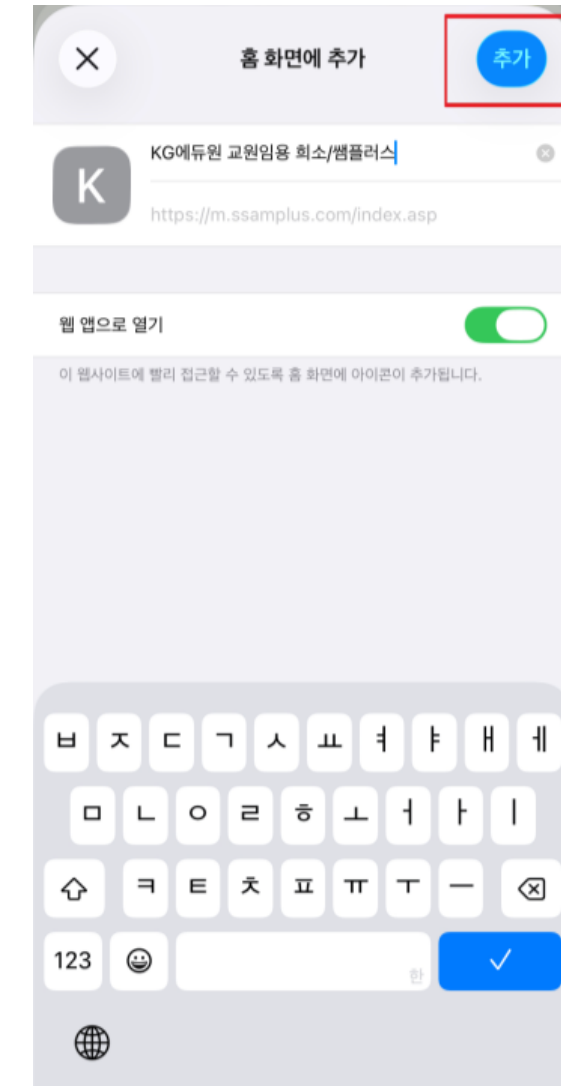 홈 화면에 추가
추가
K
KG에듀원 교원임용 희소/쌤플러스
https://m.ssamplus.com/index.asp
웹 앱으로 열기
이 웹사이트에 빨리 접근할 수 있도록 홈 화면에 아이콘이 추가됩니다.
ㅂ ㅈ ㄷ ㄱ ㅅ ㅛ ㅕ ㅑ ㅐ ㅔ
ㅁ ㄴ ㅇ ㄹ ㅎ ㅗ ㅓ ㅏ ㅣ
ㅋ ㅌ ㅊ ㅍ ㅠ ㅜ ㅡ
123
한